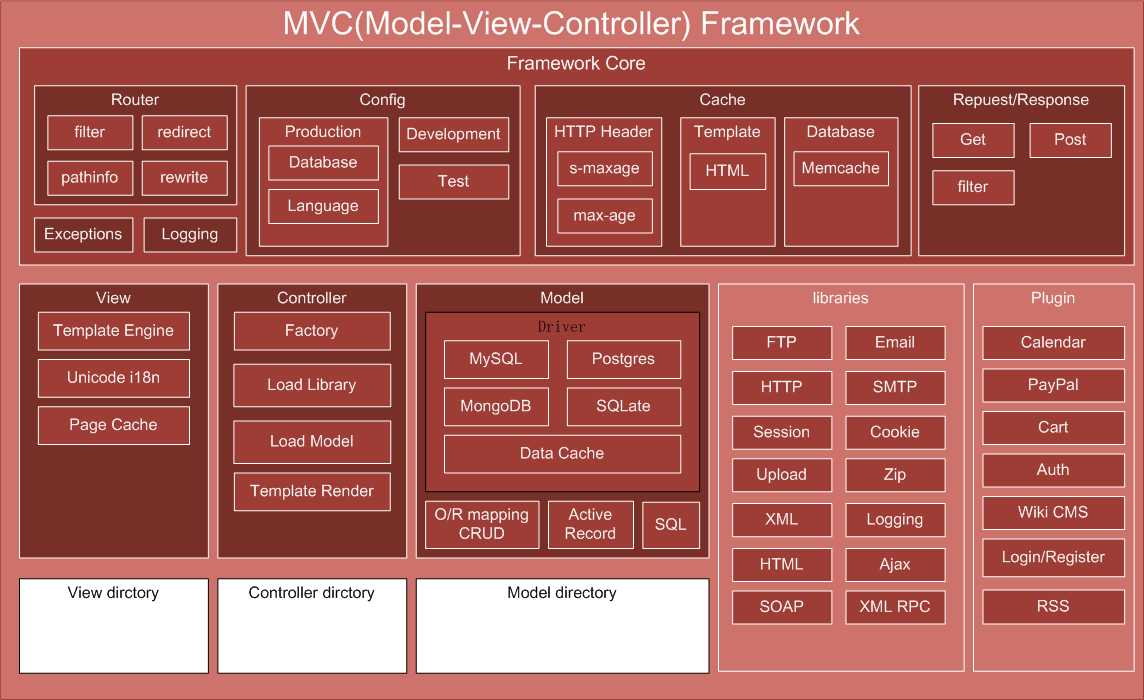 MVC(Model-View-Controller) Framework
Framework Core
Router
filter
redirect
pathinfo
rewrite
Exceptions
Logging
Config
Production
Database
Language
Development
Test
Cache
HTTP Header
s-maxage
max-age
Template
HTML
Database
Memcache
Repuest/Response
Get
Post
filter
View
Template Engine
Unicode i18n
Page Cache
Controller
Factory
Load Library
Load Model
Template Render
Model
Driver
MySQL
Postgres
MongoDB
SQLate
Data Cache
O/R mapping
CRUD
Active
Record
SQL
libraries
FTP
Email
HTTP
SMTP
Session
Cookie
Upload
Zip
XML
Logging
HTML
Ajax
SOAP
XML RPC
Plugin
Calendar
PayPal
Cart
Auth
Wiki CMS
Login/Register
RSS
View dirctory
Controller dirctory
Model directory